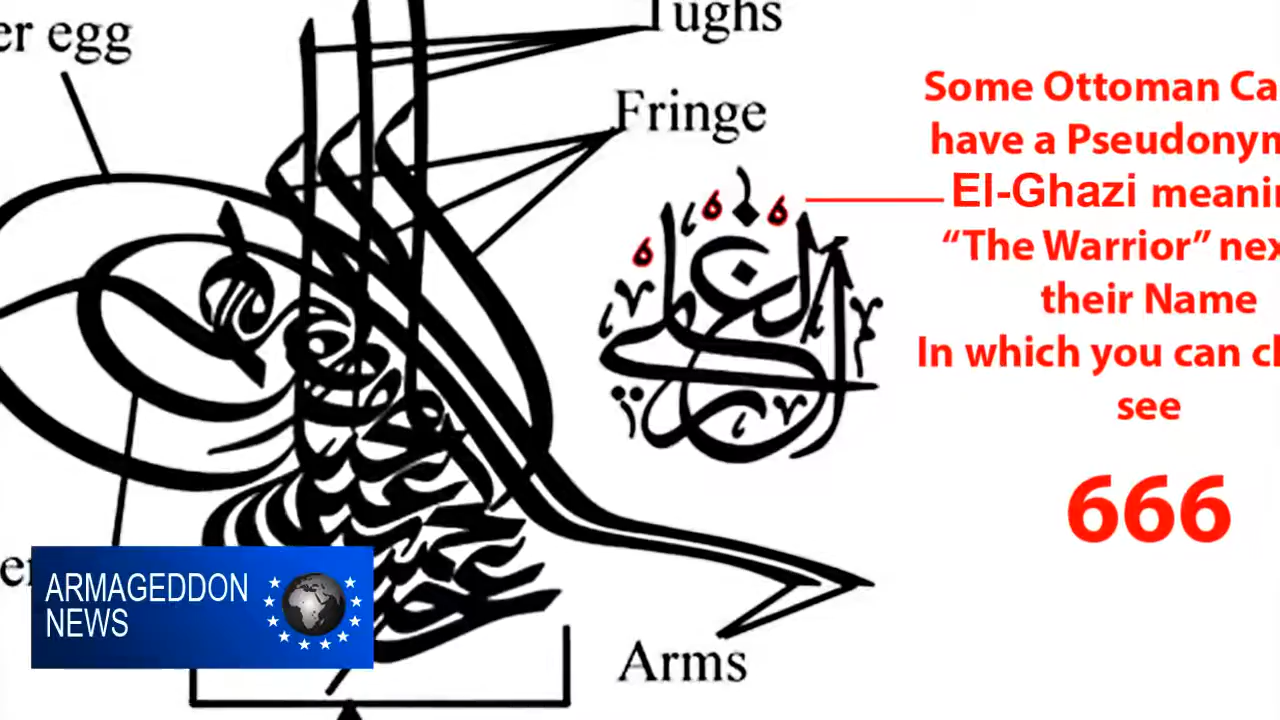 er egg
Tughs
Fringe
Some Ottoman Ca
have a Pseudonym
El-Ghazi meanin
“The Warrior” nex
their Name
In which you can cl
see
666
الغازي
Arms
ARMAGEDDON
NEWS